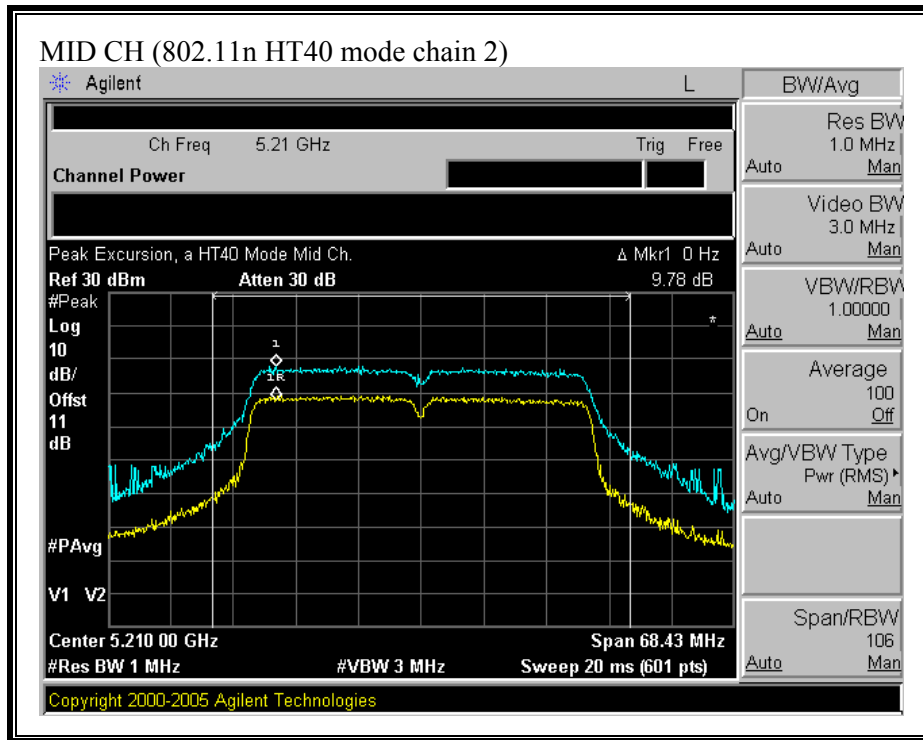 MID CH (802.11n HT40 mode chain 2)
Agilent L
Ch Freq 5.21 GHz Trig Free
Channel Power
Peak Excursion, a HT40 Mode Mid Ch. Δ Mkr1 0 Hz
Ref 30 dBm Atten 30 dB 9.78 dB
#Peak
Log
10
dB/
Offst
11
dB
1
1R
*
#PAvg
V1 V2
Center 5.210 00 GHz Span 68.43 MHz
#Res BW 1 MHz #VBW 3 MHz Sweep 20 ms (601 pts)
Copyright 2000-2005 Agilent Technologies
BW/Avg
Res BW
1.0 MHz
Auto Man
Video BW
3.0 MHz
Auto Man
VBW/RBW
1.00000
Auto Man
Average
100
On Off
Avg/VBW Type
Pwr (RMS)
Auto Man
Span/RBW
106
Auto Man